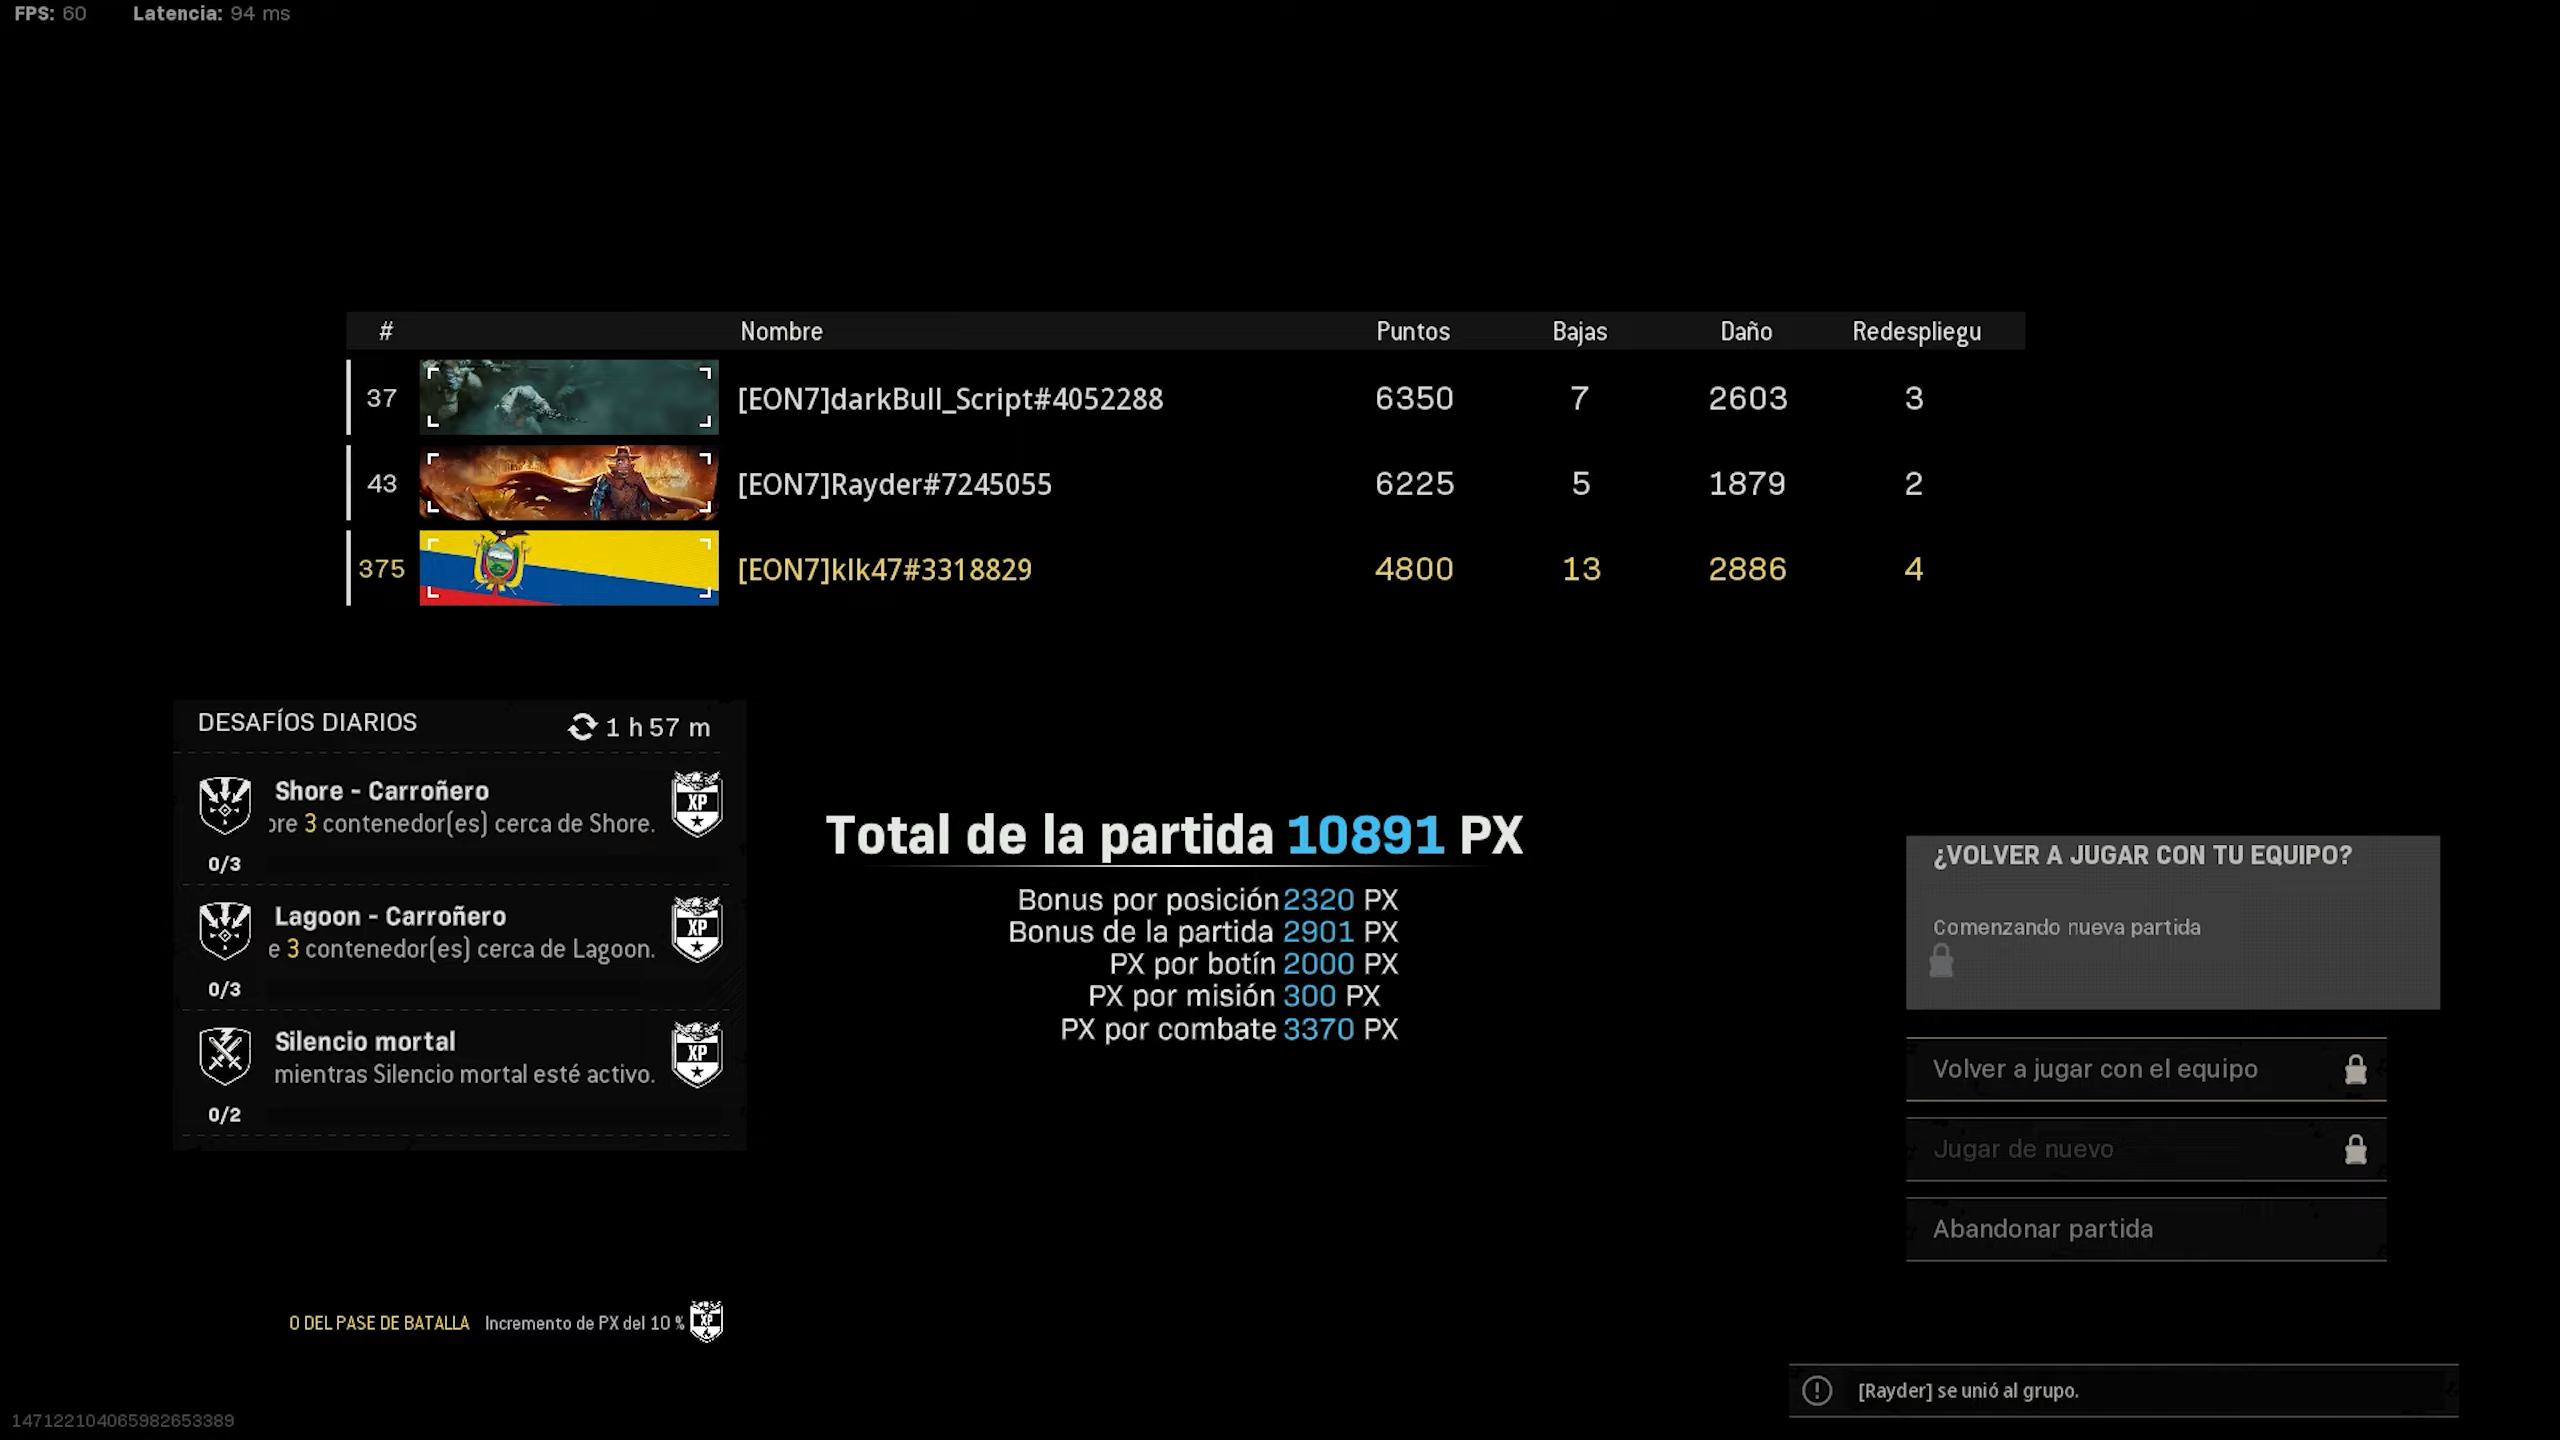 FPS: 60 Latencia: 94 ms
# Nombre Puntos Bajas Daño Redespliegu
37 [EON7]darkBull_Script#4052288 6350 7 2603 3
43 [EON7]Rayder#7245055 6225 5 1879 2
375 [EON7]klk47#3318829 4800 13 2886 4
DESAFÍOS DIARIOS 1 h 57 m
Shore - Carroñero
bre 3 contenedor(es) cerca de Shore.
XP
0/3
Lagoon - Carroñero
e 3 contenedor(es) cerca de Lagoon.
XP
0/3
Silencio mortal
mientras Silencio mortal esté activo.
XP
0/2
Total de la partida 10891 PX
Bonus por posición 2320 PX
Bonus de la partida 2901 PX
PX por botín 2000 PX
PX por misión 300 PX
PX por combate 3370 PX
¿VOLVER A JUGAR CON TU EQUIPO?
Comenzando nueva partida
Volver a jugar con el equipo
Jugar de nuevo
Abandonar partida
O DEL PASE DE BATALLA Incremento de PX del 10 % XP
[Rayder] se unió al grupo.
147122104065982653389